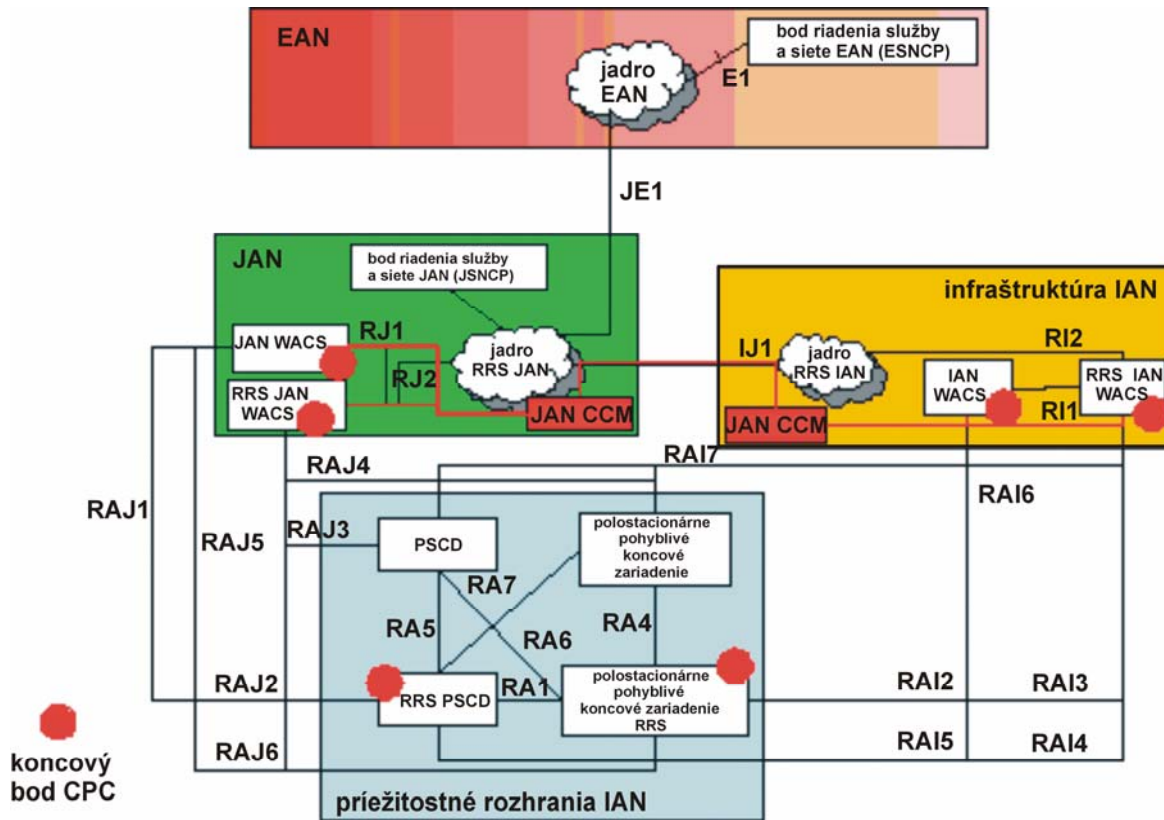 EAN
bod riadenia služby
a siete EAN (ESNCP)
jadro
EAN
E1
JE1
JAN
bod riadenia služby
a siete JAN (JSNCP)
infraštruktúra IAN
JAN WACS
RJ1
RJ2
jadro
RRS JAN
IJ1
jadro
RRS IAN
RI2
RRS JAN
WACS
JAN CCM
JAN CCM
IAN
WACS
RRS IAN
WACS
RI1
RAJ4
RAI7
RAJ1
RAJ5
RAJ3
RAI6
PSCD
polostacionárne
pohyblivé
koncové
zariadenie
RA7
RA5
RA6
RA4
RAJ2
RRS PSCD
RA1
polostacionárne
pohyblivé
koncové zariadenie
RRS
RAI2
RAI3
RAJ6
RAI5
RAI4
koncový
bod CPC
príežitostné rozhrania IAN